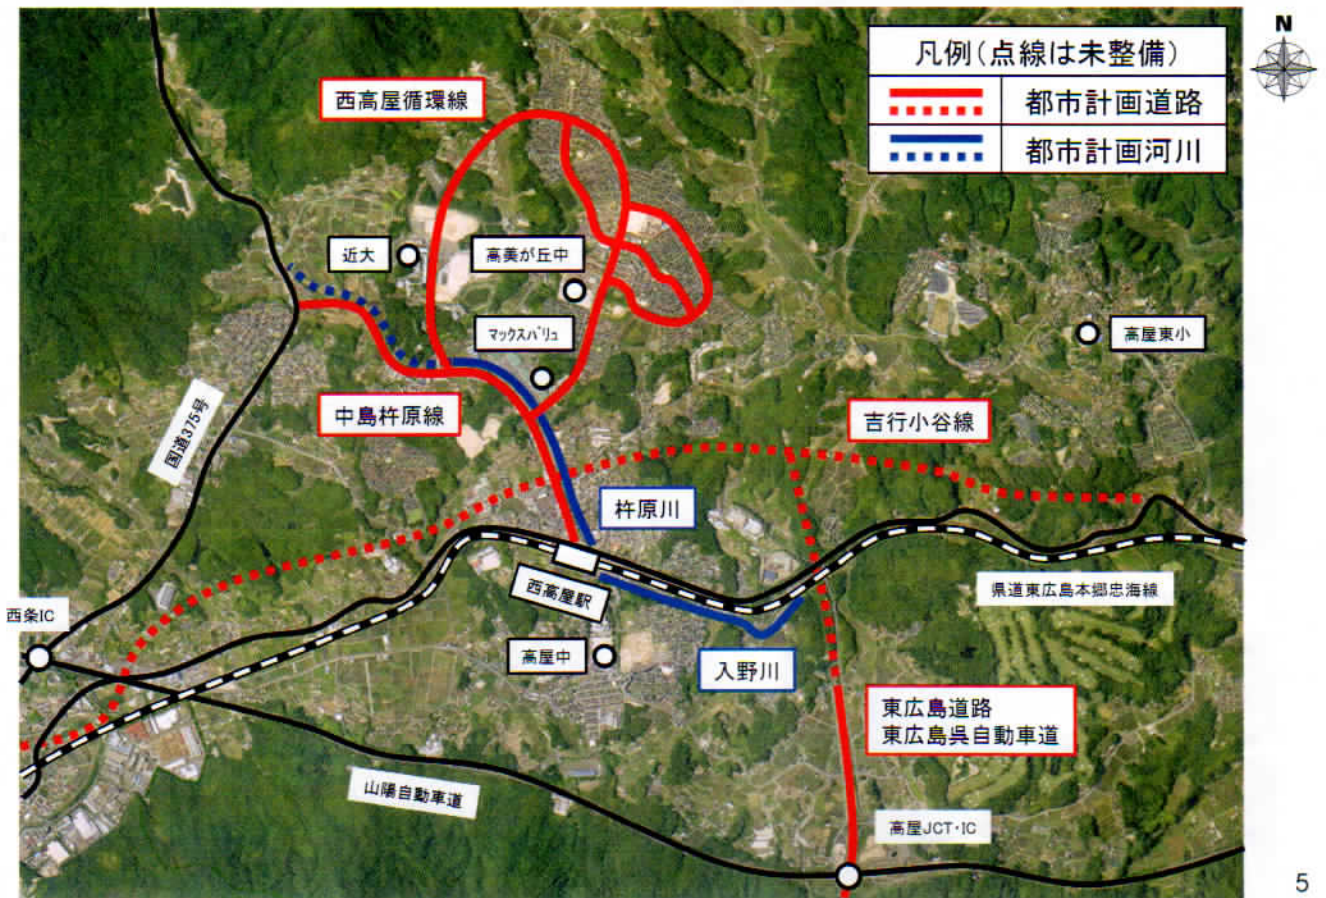 N
凡例(点線は未整備)
都市計画道路
都市計画河川
西高屋循環線
近大
高美が丘中
マックスバリュ
高屋東小
中島杵原線
吉行小谷線
国道375号
杵原川
西高屋駅
県道東広島本郷忠海線
西条IC
高屋中
入野川
東広島道路
東広島呉自動車道
山陽自動車道
高屋JCT・IC
5